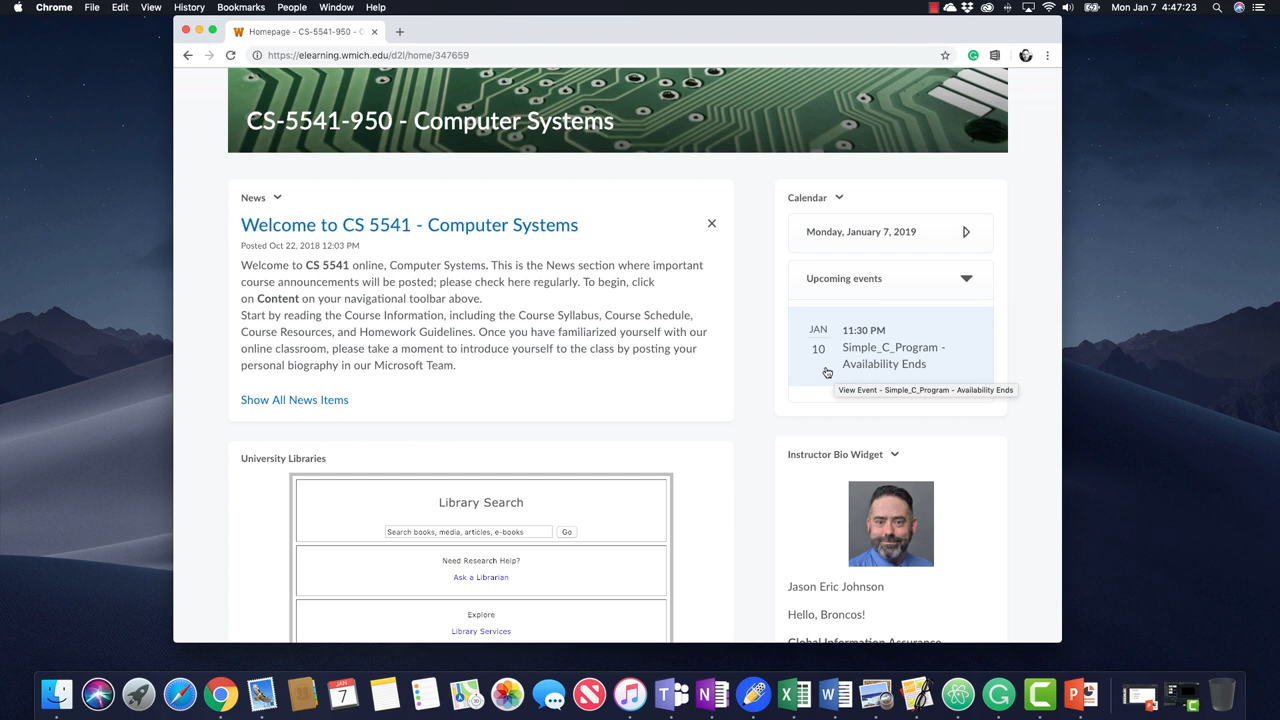 Chrome File Edit View History Bookmarks People Window Help
Monday, Jan 7 4:47:23
Homepage - CS-5541-950 - C
https://elearning.wmich.edu/d2l/home/347659
CS-5541-950 - Computer Systems
News
Welcome to CS 5541 - Computer Systems
Posted Oct 22, 2018 12:03 PM
Welcome to CS 5541 online, Computer Systems. This is the News section where important
course announcements will be posted; please check here regularly. To begin, click
on Content on your navigational toolbar above.
Start by reading the Course Information, including the Course Syllabus, Course Schedule,
Course Resources, and Homework Guidelines. Once you have familiarized yourself with our
online classroom, please take a moment to introduce yourself to the class by posting your
personal biography in our Microsoft Team.
Show All News Items
University Libraries
Library Search
Search books, media, articles, e-books
Go
Need Research Help?
Ask a Librarian
Explore
Library Services
Calendar
Monday, January 7, 2019
Upcoming events
JAN
10
11:30 PM
Simple_C_Program -
Availability Ends
View Event - Simple_C_Program - Availability Ends
Instructor Bio Widget
Jason Eric Johnson
Hello, Broncos!
Global Information Assurance